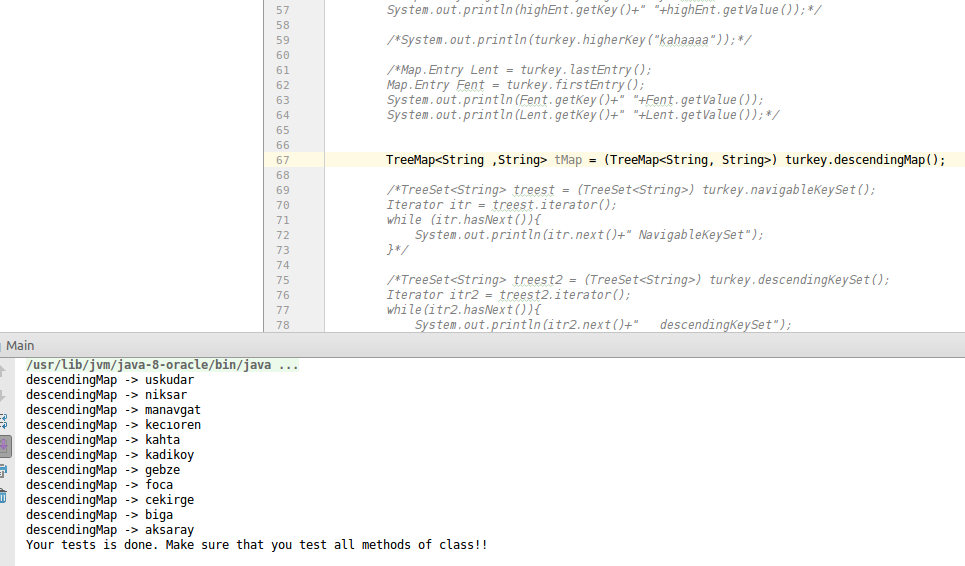 57 System.out.println(highEnt.getKey()+" "+highEnt.getValue());*/
58
59 /*System.out.println(turkey.higherKey("kahaaaa"));*/
60
61 /*Map.Entry Lent = turkey.lastEntry();
62 Map.Entry Fent = turkey.firstEntry();
63 System.out.println(Fent.getKey()+" "+Fent.getValue());
64 System.out.println(Lent.getKey()+" "+Lent.getValue());*/
65
66
67 TreeMap<String ,String> tMap = (TreeMap<String, String>) turkey.descendingMap();
68
69 /*TreeSet<String> treest = (TreeSet<String>) turkey.navigableKeySet();
70 Iterator itr = treest.iterator();
71 while (itr.hasNext()){
72 System.out.println(itr.next()+" NavigableKeySet");
73 }*/
74
75 /*TreeSet<String> treest2 = (TreeSet<String>) turkey.descendingKeySet();
76 Iterator itr2 = treest2.iterator();
77 while(itr2.hasNext()){
78 System.out.println(itr2.next()+"   descendingKeySet");
Main
/usr/lib/jvm/java-8-oracle/bin/java ...
descendingMap -> uskudar
descendingMap -> niksar
descendingMap -> manavgat
descendingMap -> kecioren
descendingMap -> kahta
descendingMap -> kadikoy
descendingMap -> gebze
descendingMap -> foca
descendingMap -> cekirge
descendingMap -> biga
descendingMap -> aksaray
Your tests is done. Make sure that you test all methods of class!!